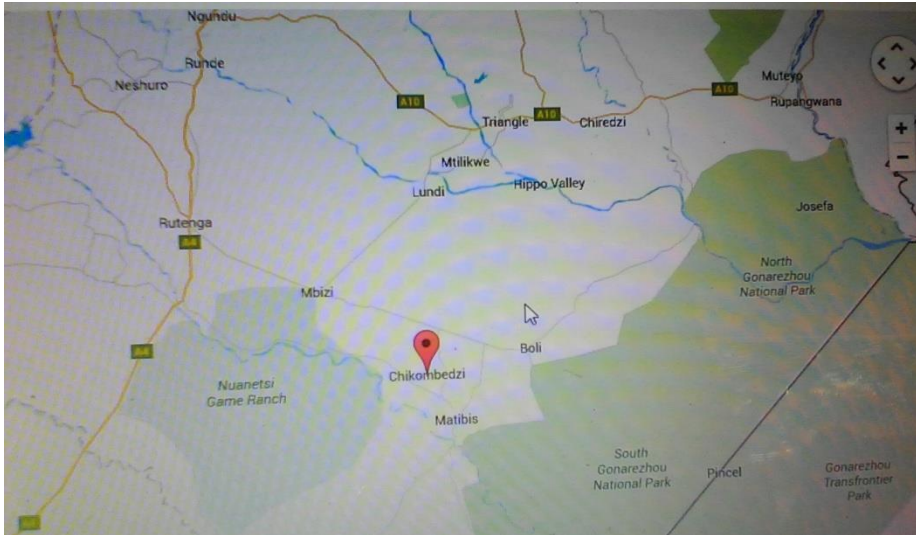 Ngundu
Runde
Neshuro
A10
A10
A10
Muteyo
Rupangwana
Triangle
Chiredzi
+
−
Mtilikwe
Lundi
Hippo Valley
Josefa
Rutenga
A4
North
Gonarezhou
National Park
Mbizi
Boli
A4
Chikombedzi
Nuanetsi
Game Ranch
Matibis
South
Gonarezhou
National Park
Pincel
Gonarezhou
Transfrontier
Park
A4